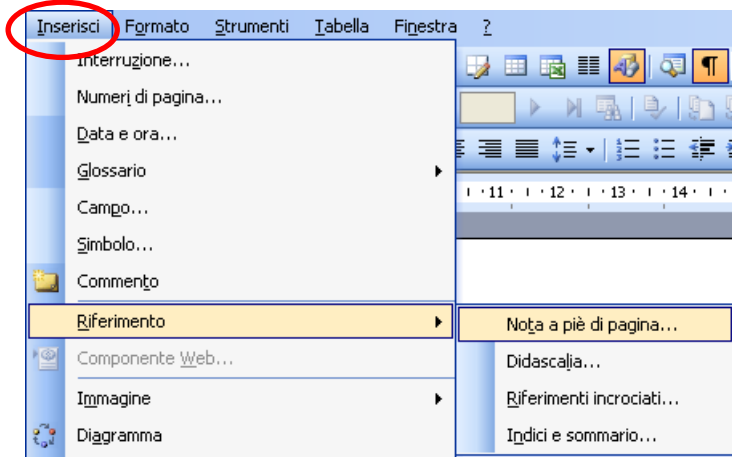 Inserisci Formato Strumenti Tabella Finestra ?
Interruzione...
Numeri di pagina...
Data e ora...
Glossario
·11· ·12· ·13· ·14·
Campo...
Simbolo...
Commento
Riferimento
Nota a piè di pagina...
Componente Web...
Didascalia...
Immagine
Riferimenti incrociati...
Diagramma
Indici e sommario...